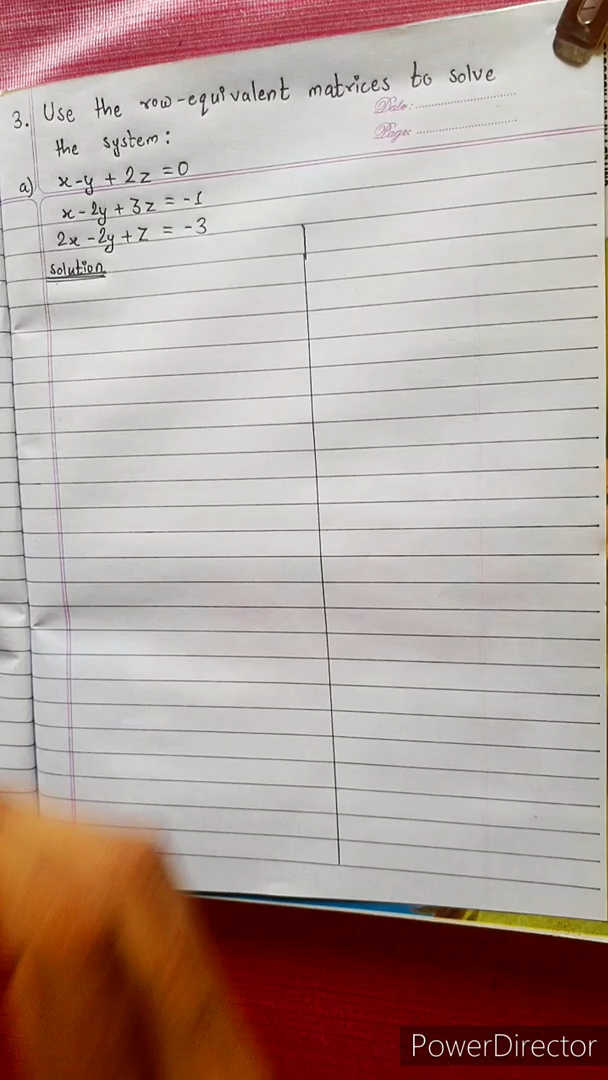 3. Use the row-equivalent matrices to solve
the system:
Date:
Page:
a) x-y + 2z = 0
x - 2y + 3z = -1
2x - 2y + z = -3
solution
PowerDirector